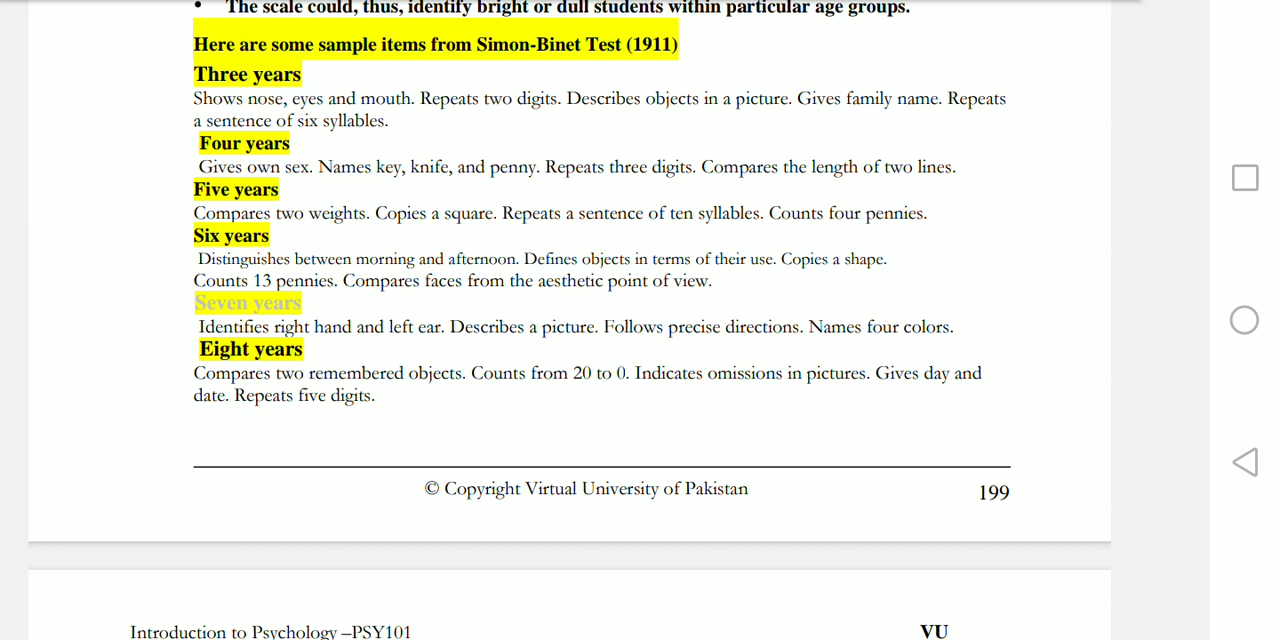 • The scale could, thus, identify bright or dull students within particular age groups.
Here are some sample items from Simon-Binet Test (1911)
Three years
Shows nose, eyes and mouth. Repeats two digits. Describes objects in a picture. Gives family name. Repeats
a sentence of six syllables.
Four years
Gives own sex. Names key, knife, and penny. Repeats three digits. Compares the length of two lines.
Five years
Compares two weights. Copies a square. Repeats a sentence of ten syllables. Counts four pennies.
Six years
Distinguishes between morning and afternoon. Defines objects in terms of their use. Copies a shape.
Counts 13 pennies. Compares faces from the aesthetic point of view.
Seven years
Identifies right hand and left ear. Describes a picture. Follows precise directions. Names four colors.
Eight years
Compares two remembered objects. Counts from 20 to 0. Indicates omissions in pictures. Gives day and
date. Repeats five digits.
© Copyright Virtual University of Pakistan 199
Introduction to Psychology –PSY101 VU